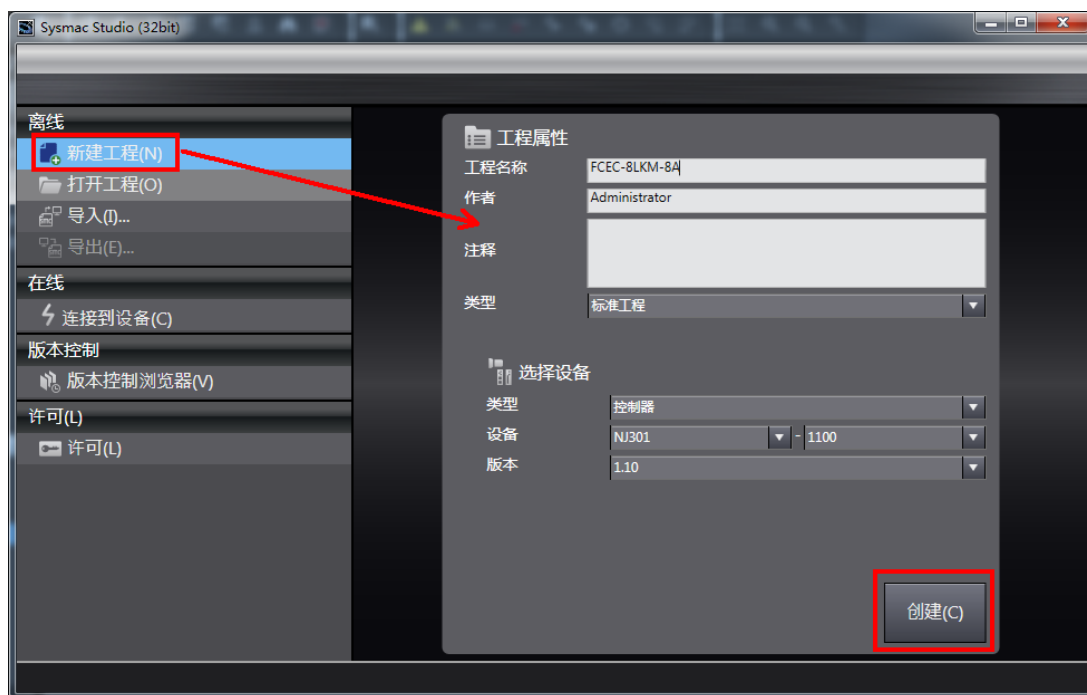 Sysmac Studio (32bit)
离线
新建工程(N)
打开工程(O)
导入(I)...
导出(E)...
在线
连接到设备(C)
版本控制
版本控制浏览器(V)
许可(L)
许可(L)
工程属性
工程名称 FCEC-8LKM-8A
作者 Administrator
注释
类型 标准工程
选择设备
类型 控制器
设备 NJ301 - 1100
版本 1.10
创建(C)